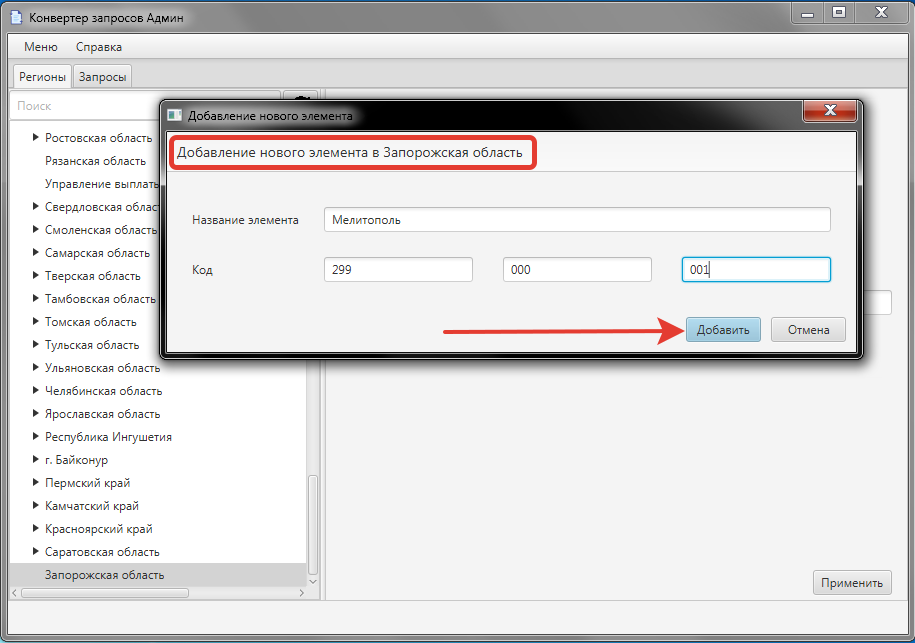 Конвертер запросов Админ
Меню Справка
Регионы Запросы
Поиск
Добавление нового элемента
Добавление нового элемента в Запорожская область
Название элемента Мелитополь
Код 299 000 001
Добавить Отмена
Ростовская область
Рязанская область
Управление выплаты
Свердловская област
Смоленская область
Самарская область
Тверская область
Тамбовская область
Томская область
Тульская область
Ульяновская область
Челябинская область
Ярославская область
Республика Ингушетия
г. Байконур
Пермский край
Камчатский край
Красноярский край
Саратовская область
Запорожская область
Применить